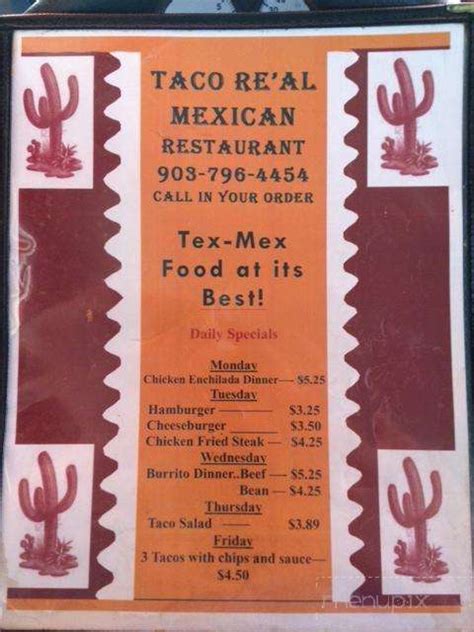 TACO RE'AL
MEXICAN
RESTAURANT
903-796-4454
CALL IN YOUR ORDER
Tex-Mex
Food at its
Best!
Daily Specials
Monday
Chicken Enchilada Dinner— $5.25
Tuesday
Hamburger ______ $3.25
Cheeseburger ____ $3.50
Chicken Fried Steak — $4.25
Wednesday
Burrito Dinner..Beef — $5.25
Bean — $4.25
Thursday
Taco Salad —— $3.89
Friday
3 Tacos with chips and sauce—
$4.50
menupix